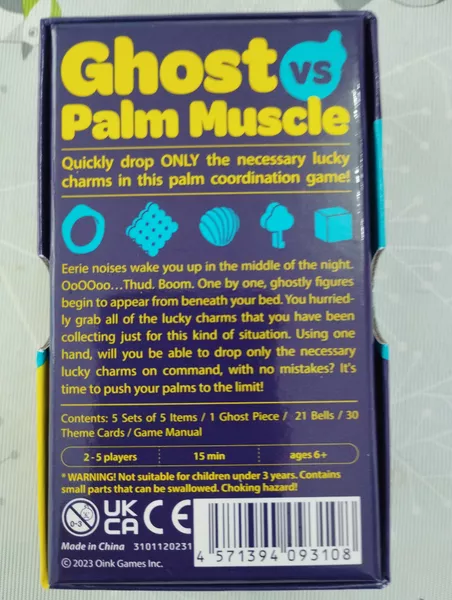 Ghost vs
Palm Muscle
Quickly drop ONLY the necessary lucky
charms in this palm coordination game!
Eerie noises wake you up in the middle of the night.
OoOOoo...Thud. Boom. One by one, ghostly figures
begin to appear from beneath your bed. You hurried-
ly grab all of the lucky charms that you have been
collecting just for this kind of situation. Using one
hand, will you be able to drop only the necessary
lucky charms on command, with no mistakes? It's
time to push your palms to the limit!
Contents: 5 Sets of 5 Items / 1 Ghost Piece / 21 Bells / 30
Theme Cards / Game Manual
2-5 players 15 min ages 6+
* WARNING! Not suitable for children under 3 years. Contains
small parts that can be swallowed. Choking hazard!
0-3 UK CA CE
Made in China 3101120231
© 2023 Oink Games Inc.
4 571394 093108